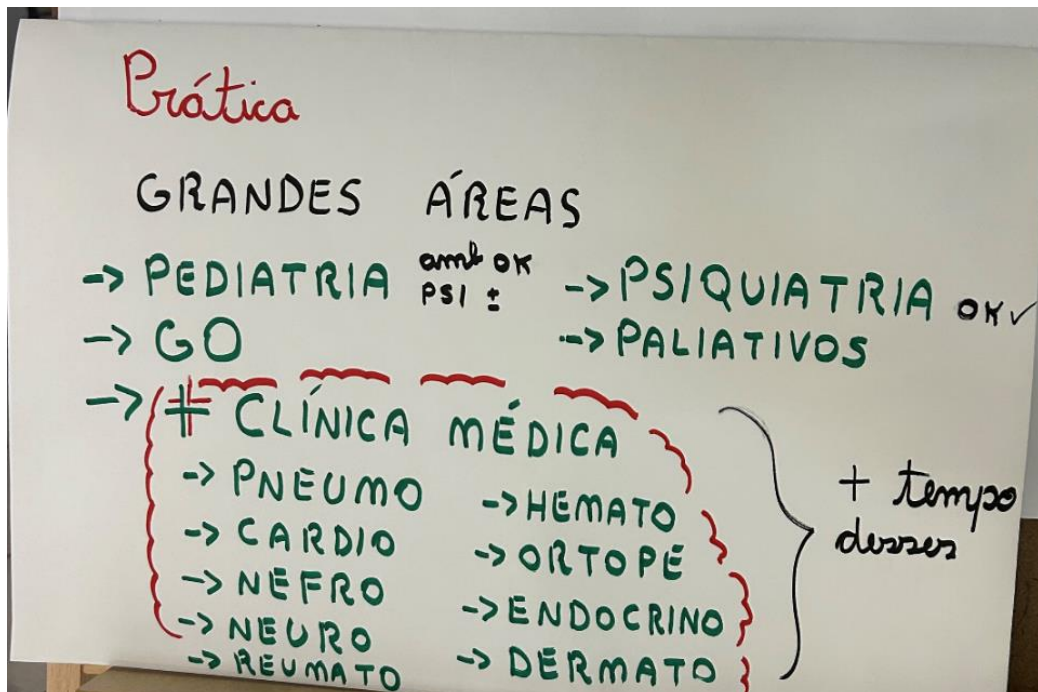 Prática
GRANDES ÁREAS
-> PEDIATRIA amb OK
PSI ±
-> GO
-> PSIQUIATRIA OK ✓
-> PALIATIVOS
-> + CLÍNICA MÉDICA
-> PNEUMO
-> CARDIO
-> NEFRO
-> NEURO
-> REUMATO
-> HEMATO
-> ORTOPE
-> ENDOCRINO
-> DERMATO
+ tempo
desses